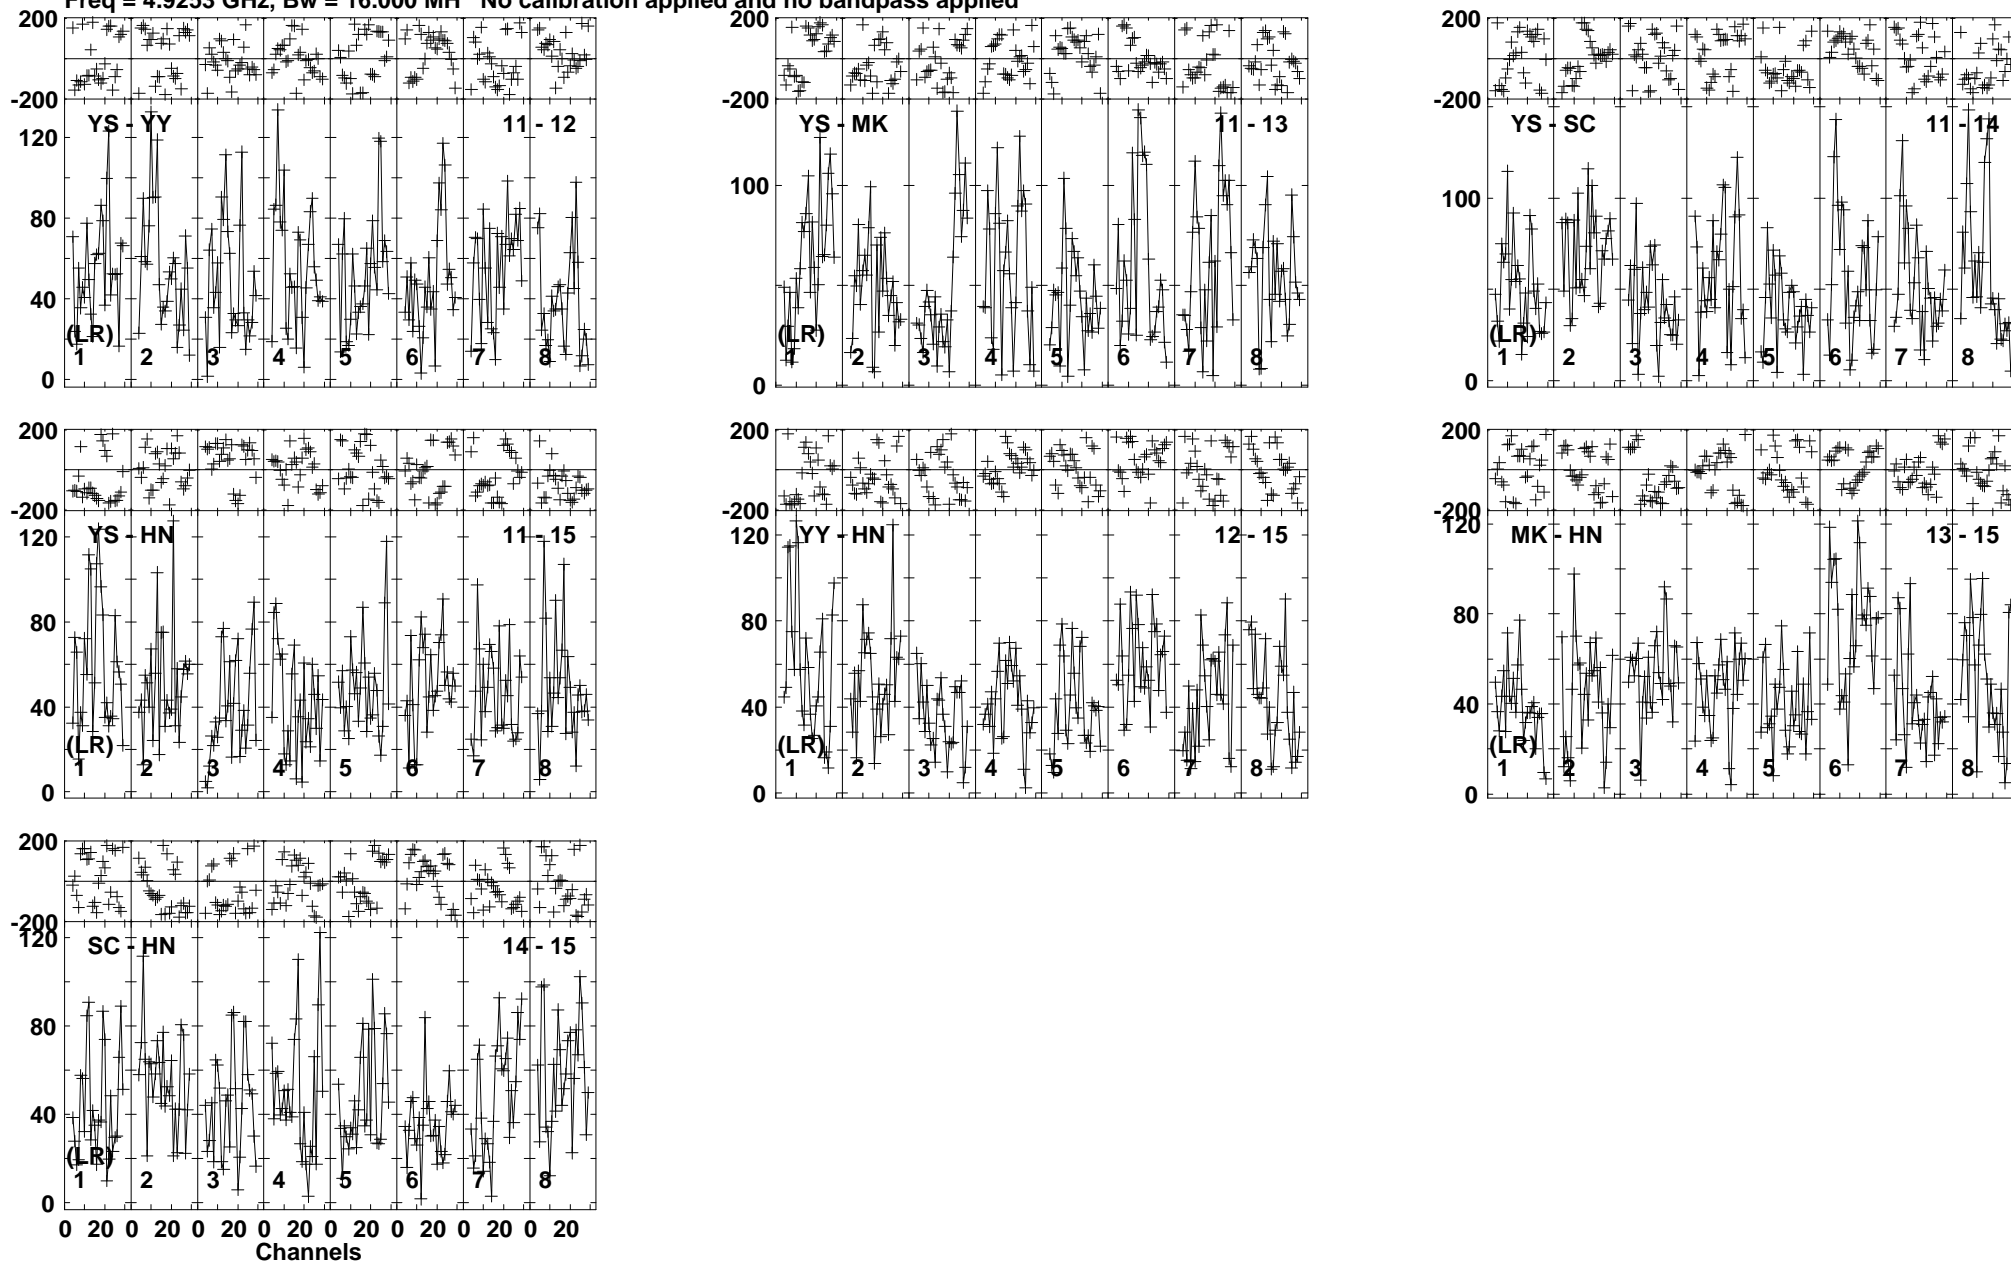 Freq = 4.9253 GHz, Bw = 16.000 MH No calibration applied and no bandpass applied
200 200 200
-200 -200 -200
YS - YY 11 - 12 YS - MK 11 - 13 YS - SC 11 - 14
120
100 100
80
40
(LR) (LR) (LR)
1 2 3 4 5 6 7 8 1 2 3 4 5 6 7 8 1 2 3 4 5 6 7 8
0 0 0
200 200 200
-200 -200 -200
YS - HN 11 - 15 YY - HN 12 - 15 MK - HN 13 - 15
120 120 120
80 80 80
40 40 40
(LR) (LR) (LR)
1 2 3 4 5 6 7 8 1 2 3 4 5 6 7 8 1 2 3 4 5 6 7 8
0 0 0
200
-200
SC - HN 14 - 15
120
80
40
(LR)
1 2 3 4 5 6 7 8
0
0 20 0 20 0 20 0 20 0 20 0 20 0 20 0 20
Channels